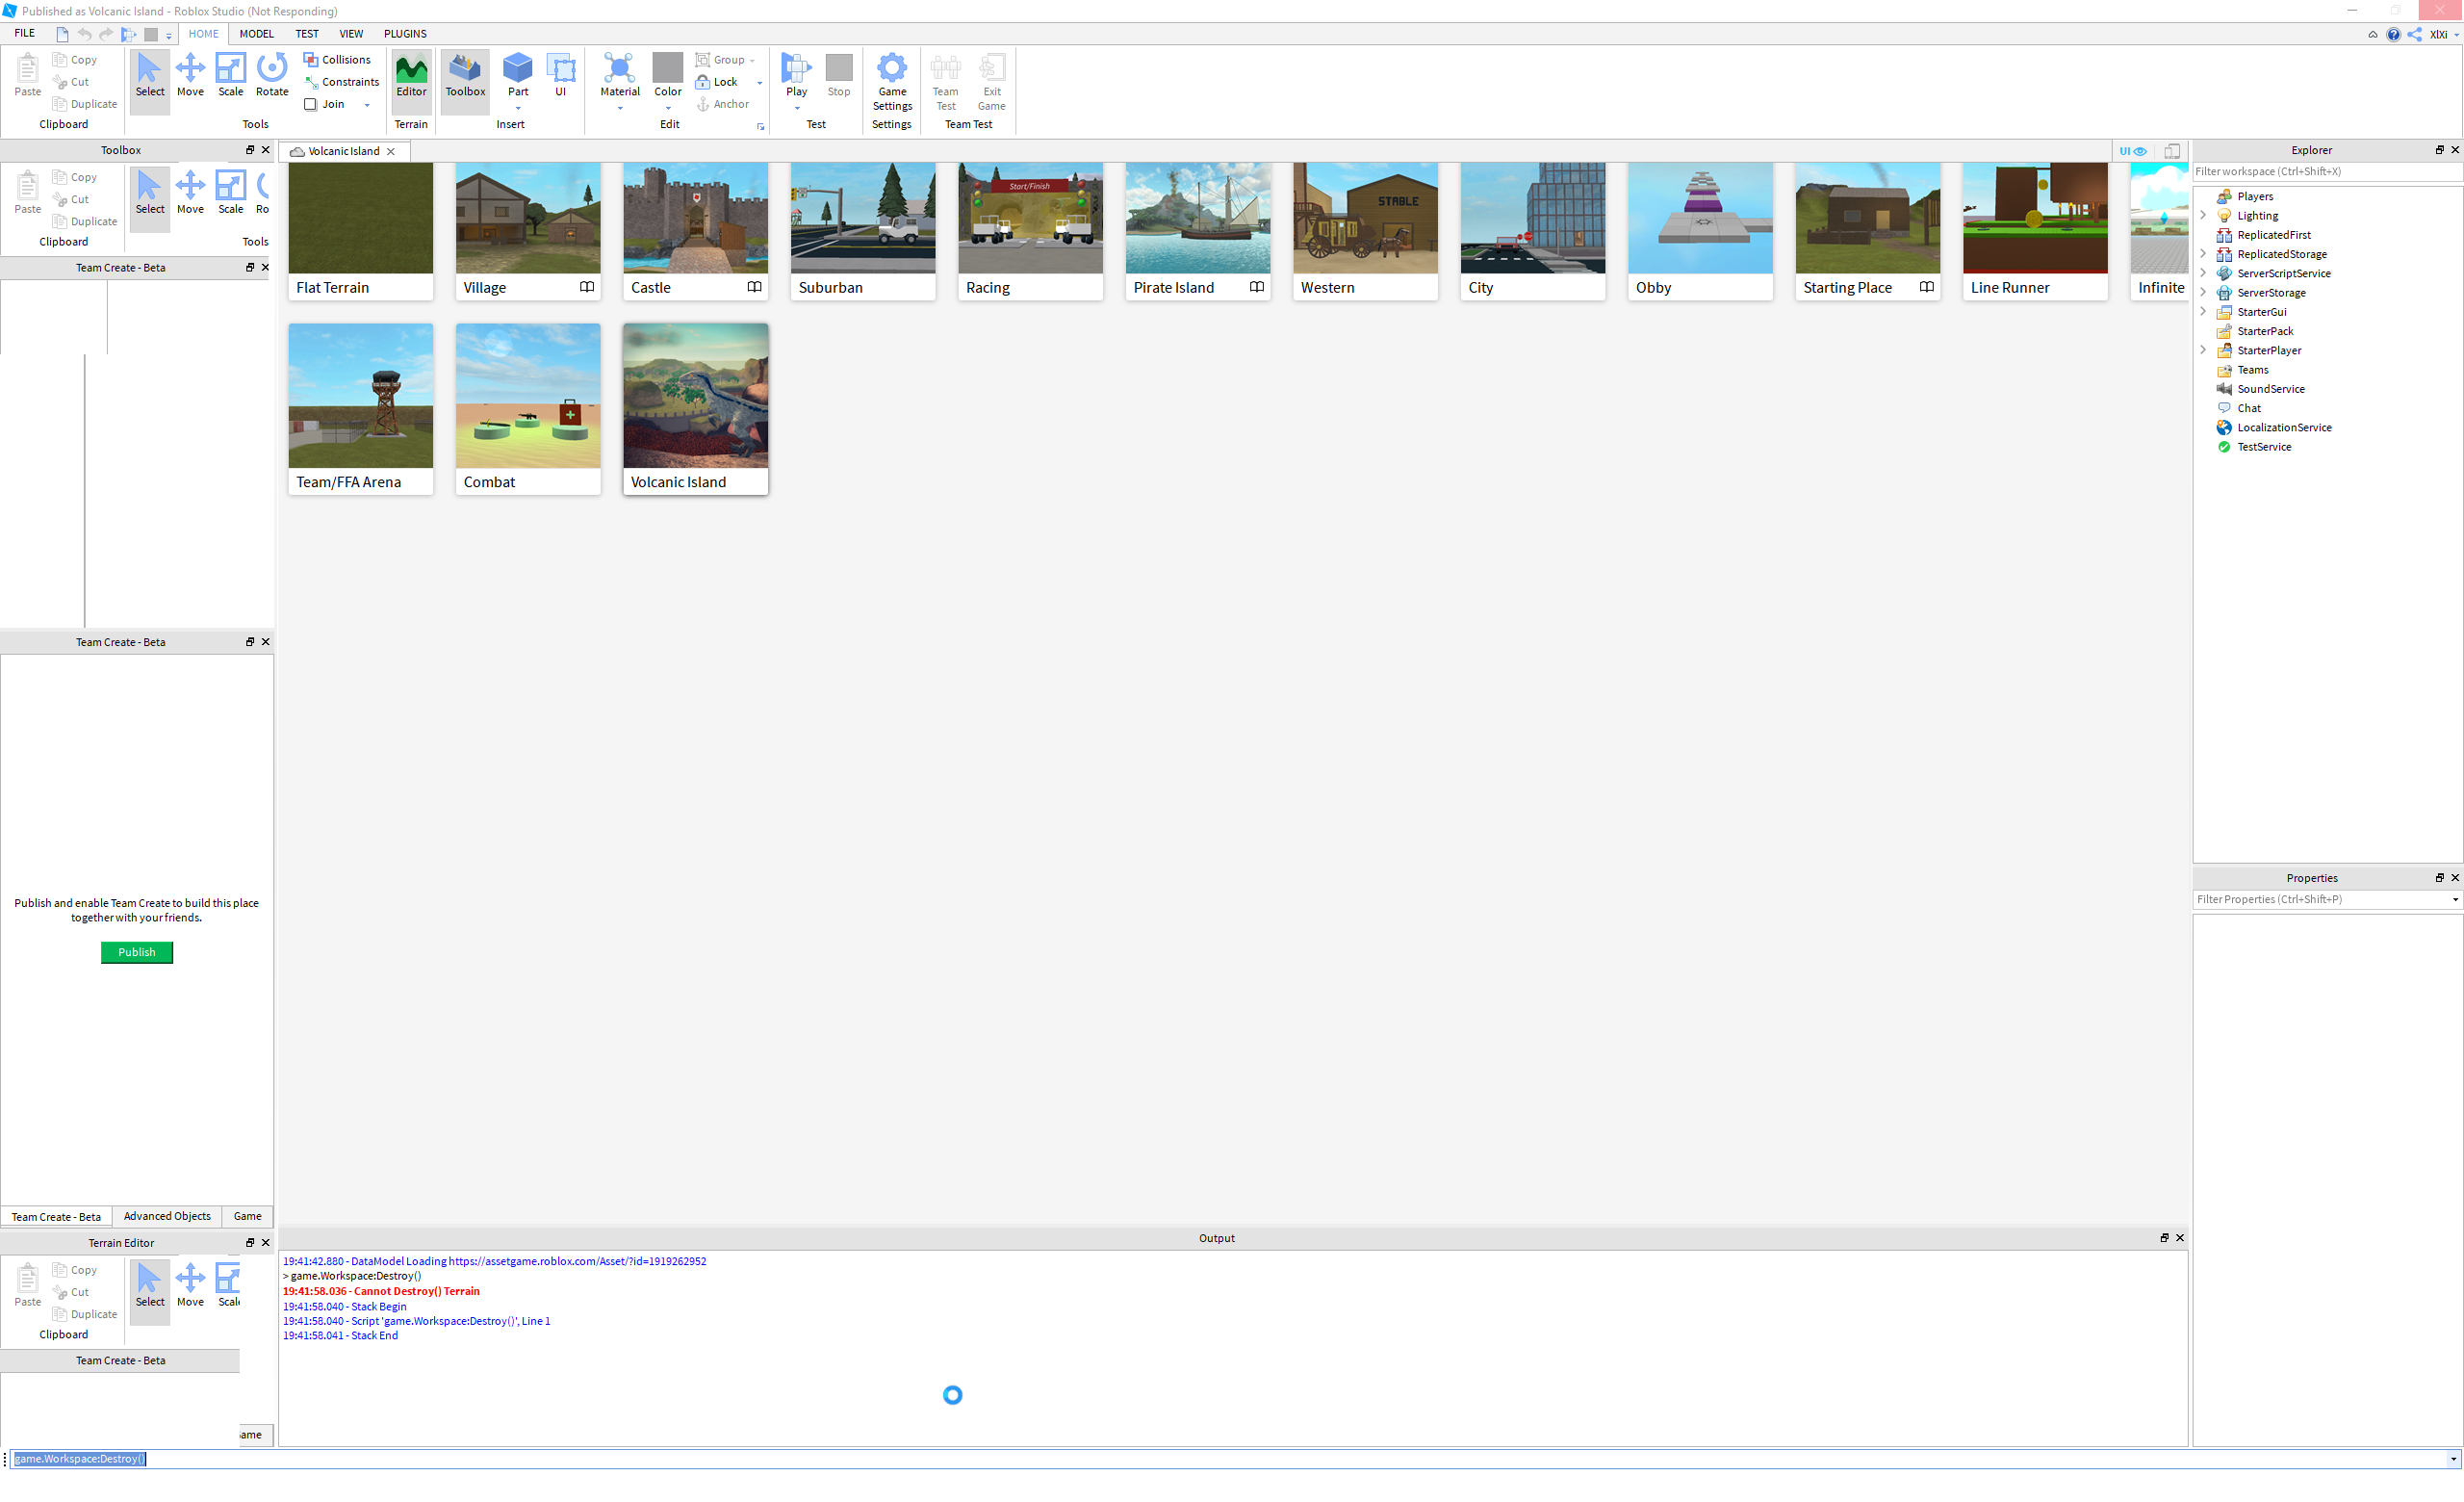 Published as Volcanic Island - Roblox Studio (Not Responding)
FILE HOME MODEL TEST VIEW PLUGINS XlXi
Paste
Copy
Cut
Duplicate
Clipboard
Select Move Scale Rotate
Collisions
Constraints
Join
Tools
Editor
Terrain
Toolbox Part UI
Insert
Material Color
Group
Lock
Anchor
Edit
Play Stop
Test
Game
Settings
Settings
Team
Test
Exit
Game
Team Test
Toolbox
Paste
Copy
Cut
Duplicate
Clipboard
Select Move Scale Ro
Tools
Team Create - Beta
Team Create - Beta
Publish and enable Team Create to build this place
together with your friends.
Publish
Team Create - Beta Advanced Objects Game
Terrain Editor
Paste
Copy
Cut
Duplicate
Clipboard
Select Move Scale
Team Create - Beta
ame
Volcanic Island
UI
Start/Finish
STABLE
Flat Terrain Village Castle Suburban Racing Pirate Island Western City Obby Starting Place Line Runner Infinite
Team/FFA Arena Combat Volcanic Island
Output
19:41:42.880 - DataModel Loading https://assetgame.roblox.com/Asset/?id=1919262952
> game.Workspace:Destroy()
19:41:58.036 - Cannot Destroy() Terrain
19:41:58.040 - Stack Begin
19:41:58.040 - Script 'game.Workspace:Destroy()', Line 1
19:41:58.041 - Stack End
Explorer
Filter workspace (Ctrl+Shift+X)
Players
Lighting
ReplicatedFirst
ReplicatedStorage
ServerScriptService
ServerStorage
StarterGui
StarterPack
StarterPlayer
Teams
SoundService
Chat
LocalizationService
TestService
Properties
Filter Properties (Ctrl+Shift+P)
game.Workspace:Destroy()